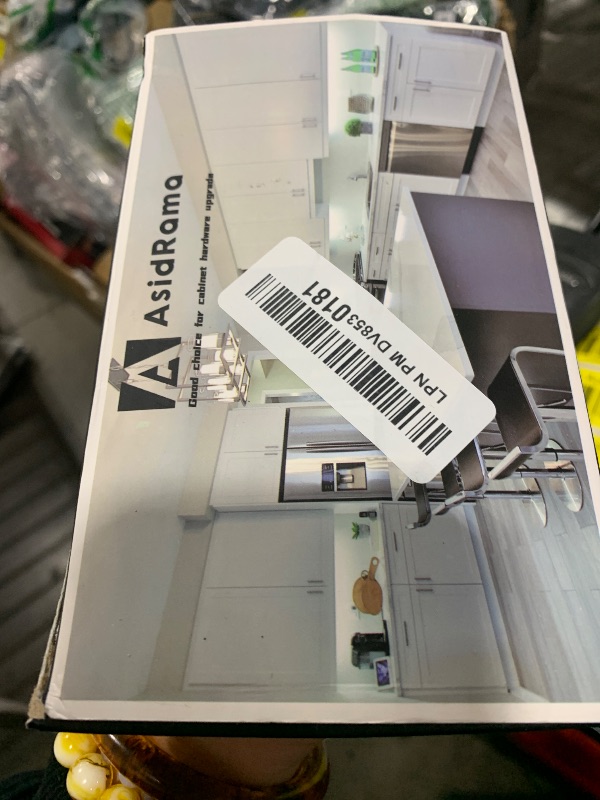 AsidRama
Good choice for cabinet hardware upgrade
LPN PM DV8530181